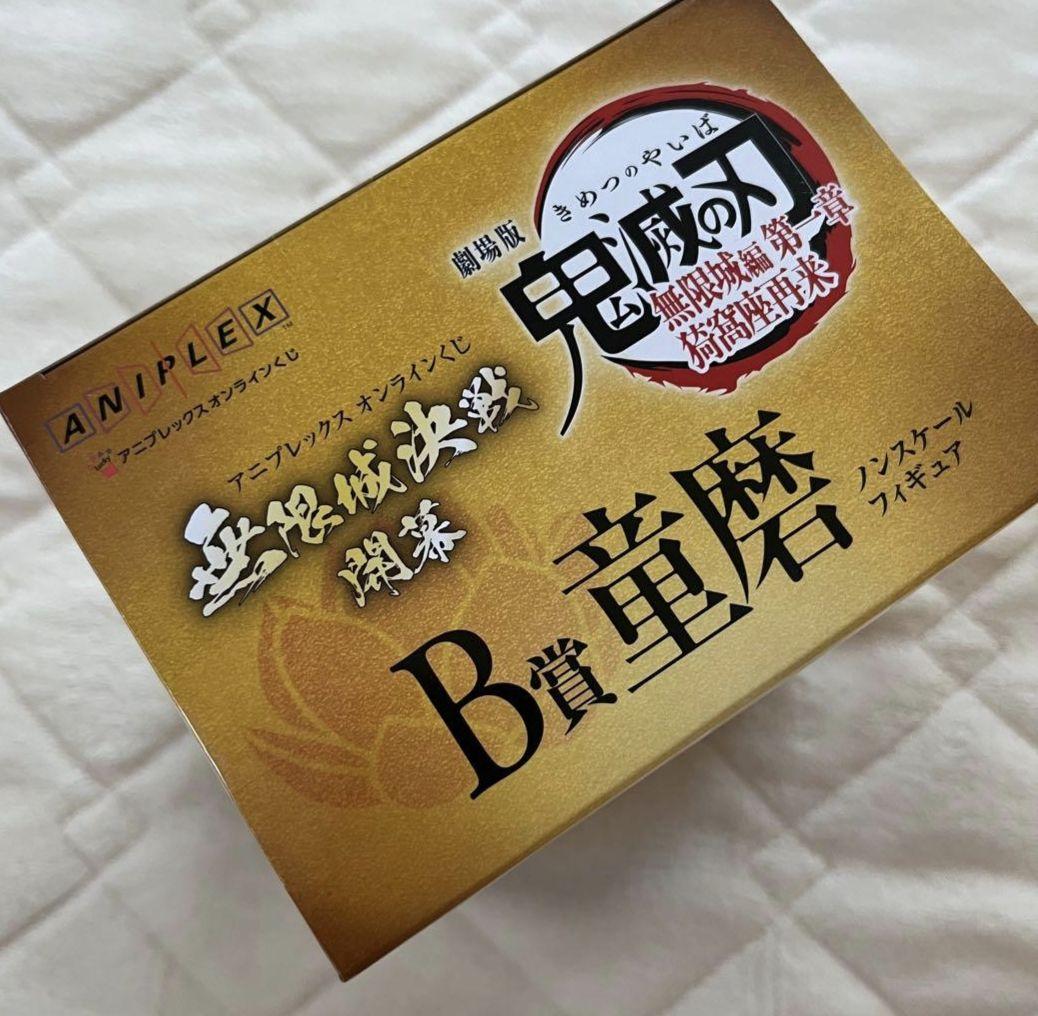 ANIPLEX™
アニプレックス オンラインくじ
アニプレックス オンラインくじ
無限城決戦
開幕
劇場版
きめつのやいば
鬼滅の刃
無限城編 第一章
猗窩座再来
B賞 童磨
ノンスケール
フィギュア